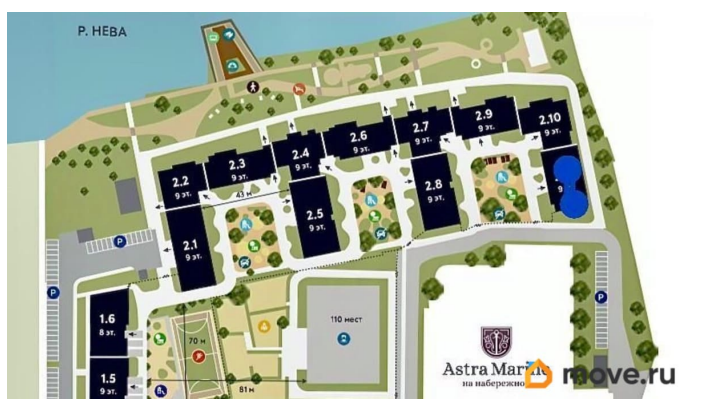 Р. НЕВА
2.9
9 эт.
2.10
9 эт.
2.7
9 эт.
2.6
9 эт.
2.4
9 эт.
2.3
9 эт.
2.2
9 эт.
43 м
9
2.8
9 эт.
2.5
9 эт.
2.1
9 эт.
P
P
P
1.6
8 эт.
110 мест
70 м
1.5
9 эт.
81 м
Astra Marine
на набережной
move.ru